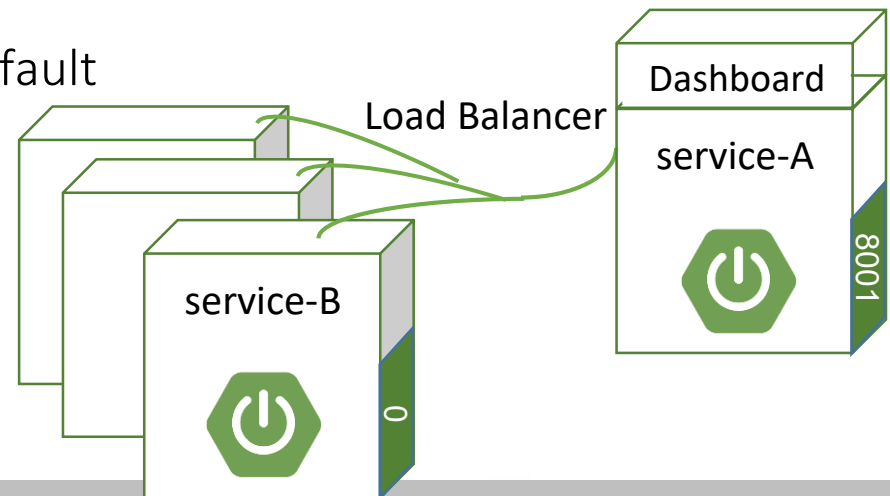 fault
Dashboard
Load Balancer
service-A
8001
service-B
0